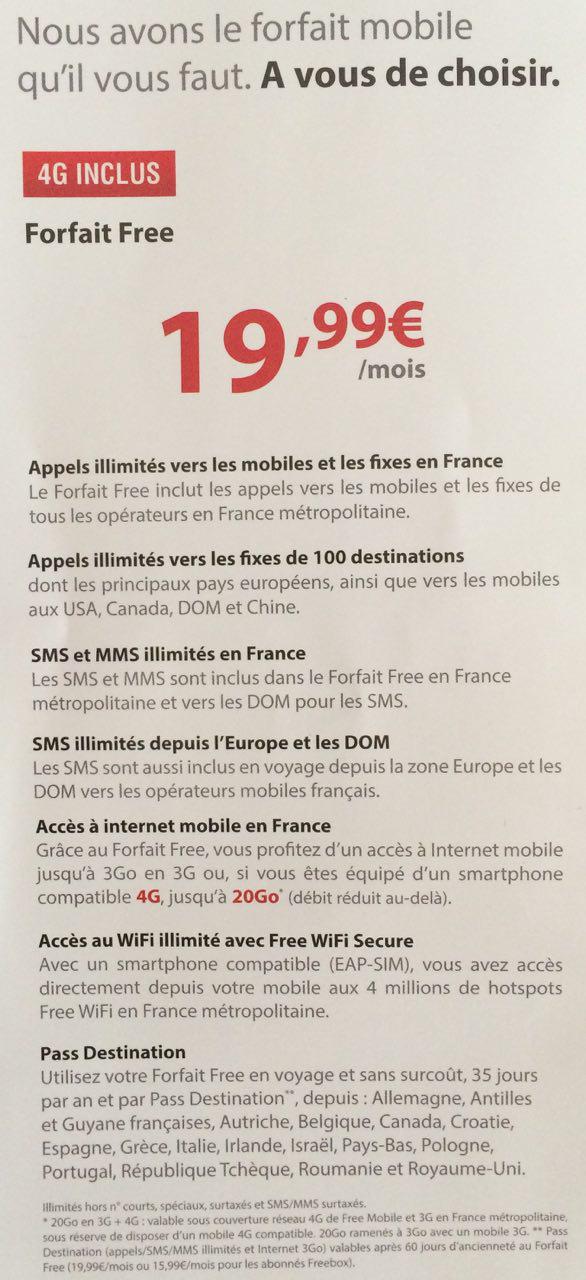 Nous avons le forfait mobile
qu'il vous faut. A vous de choisir.
4G INCLUS
Forfait Free
19,99€
/mois
Appels illimités vers les mobiles et les fixes en France
Le Forfait Free inclut les appels vers les mobiles et les fixes de
tous les opérateurs en France métropolitaine.
Appels illimités vers les fixes de 100 destinations
dont les principaux pays européens, ainsi que vers les mobiles
aux USA, Canada, DOM et Chine.
SMS et MMS illimités en France
Les SMS et MMS sont inclus dans le Forfait Free en France
métropolitaine et vers les DOM pour les SMS.
SMS illimités depuis l'Europe et les DOM
Les SMS sont aussi inclus en voyage depuis la zone Europe et les
DOM vers les opérateurs mobiles français.
Accès à internet mobile en France
Grâce au Forfait Free, vous profitez d'un accès à Internet mobile
jusqu'à 3Go en 3G ou, si vous êtes équipé d'un smartphone
compatible 4G, jusqu'à 20Go* (débit réduit au-delà).
Accès au WiFi illimité avec Free WiFi Secure
Avec un smartphone compatible (EAP-SIM), vous avez accès
directement depuis votre mobile aux 4 millions de hotspots
Free WiFi en France métropolitaine.
Pass Destination
Utilisez votre Forfait Free en voyage et sans surcoût, 35 jours
par an et par Pass Destination**, depuis : Allemagne, Antilles
et Guyane françaises, Autriche, Belgique, Canada, Croatie,
Espagne, Grèce, Italie, Irlande, Israël, Pays-Bas, Pologne,
Portugal, République Tchèque, Roumanie et Royaume-Uni.
Illimités hors n° courts, spéciaux, surtaxés et SMS/MMS surtaxés.
* 20Go en 3G + 4G : valable sous couverture réseau 4G de Free Mobile et 3G en France métropolitaine,
sous réserve de disposer d'un mobile 4G compatible. 20Go ramenés à 3Go avec un mobile 3G. ** Pass
Destination (appels/SMS/MMS illimités et Internet 3Go) valables après 60 jours d'ancienneté au Forfait
Free (19,99€/mois ou 15,99€/mois pour les abonnés Freebox).